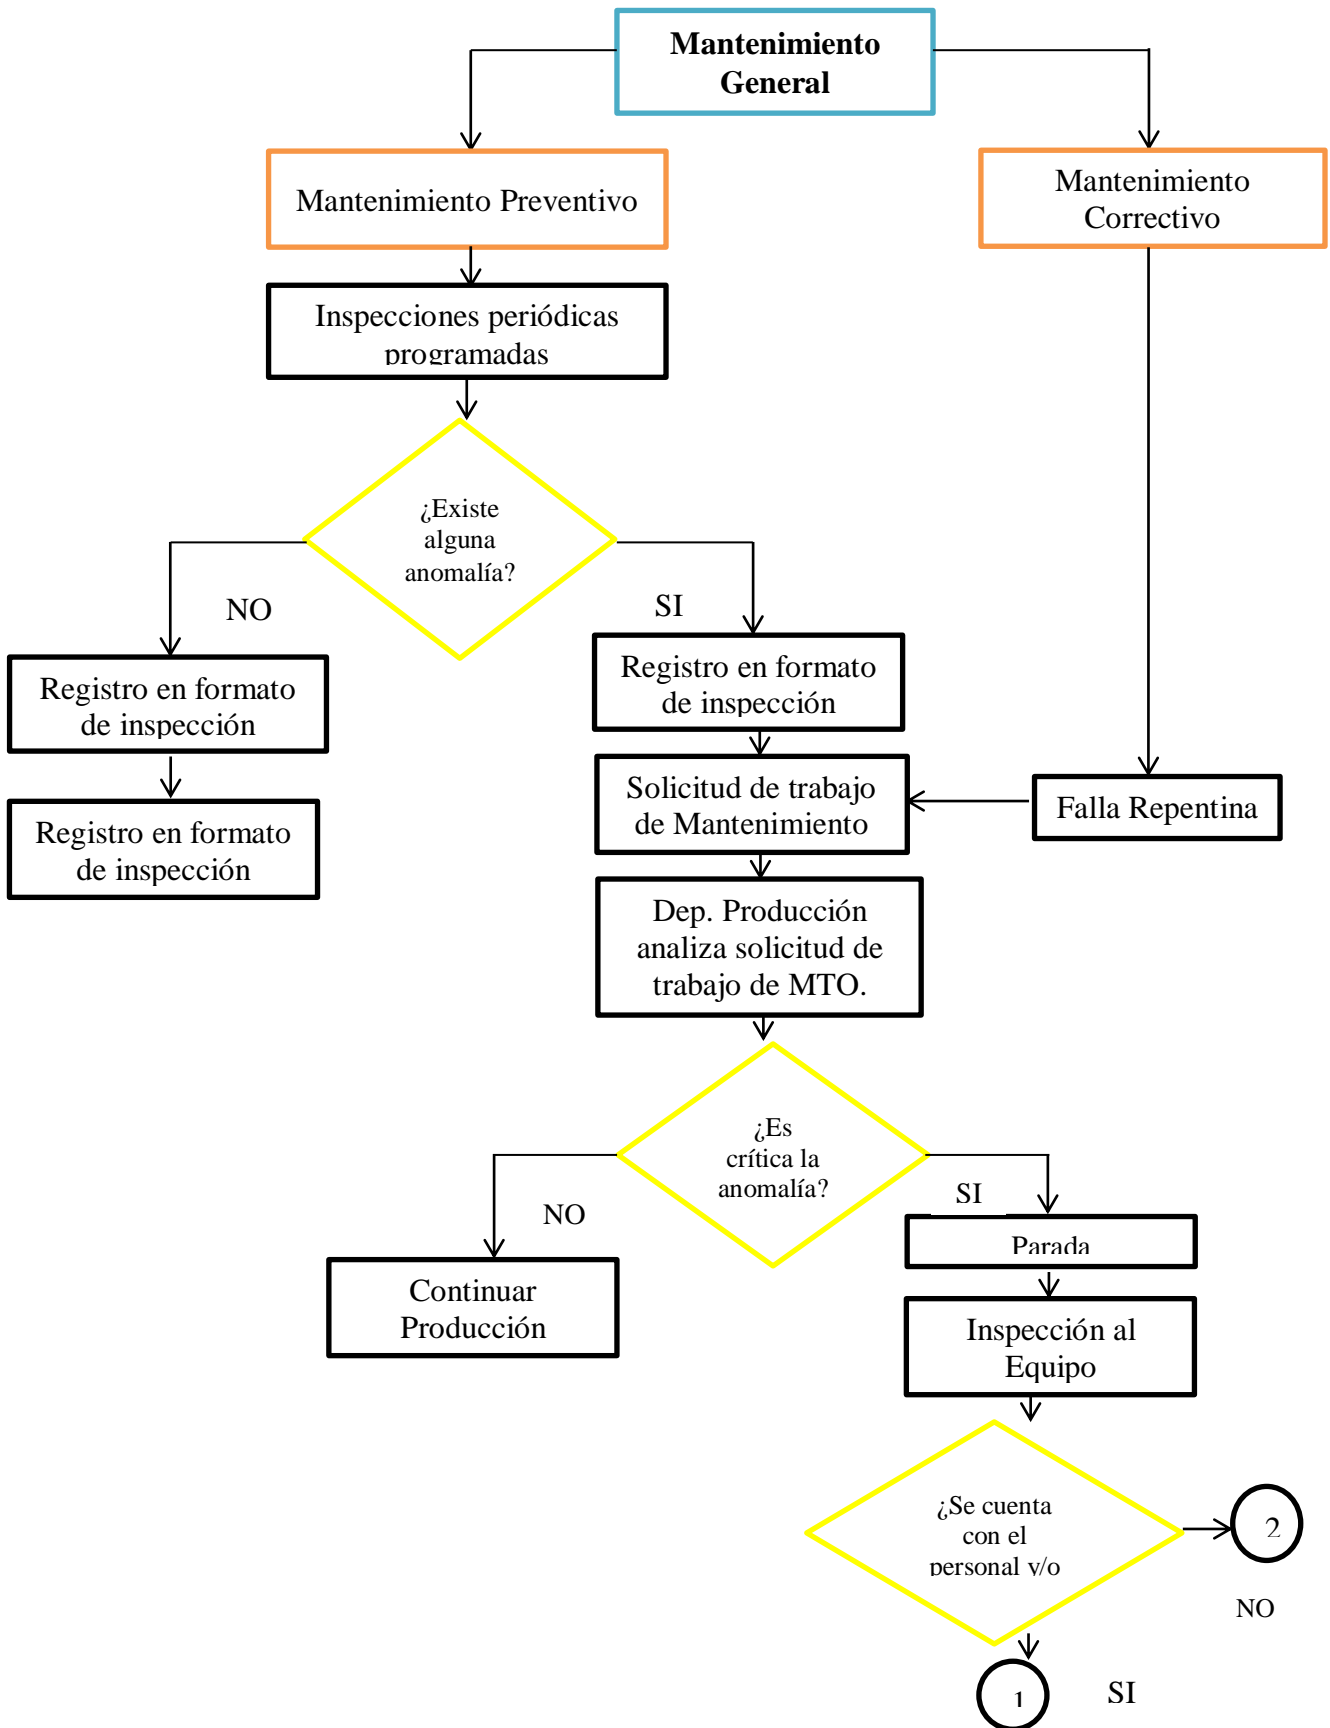 Mantenimiento
General
Mantenimiento Preventivo
Mantenimiento
Correctivo
Inspecciones periódicas
programadas
¿Existe
alguna
anomalía?
NO
SI
Registro en formato
de inspección
Registro en formato
de inspección
Solicitud de trabajo
de Mantenimiento
Falla Repentina
Registro en formato
de inspección
Dep. Producción
analiza solicitud de
trabajo de MTO.
¿Es
crítica la
anomalía?
NO
SI
Parada
Continuar
Producción
Inspección al
Equipo
¿Se cuenta
con el
personal y/o
2
NO
1
SI